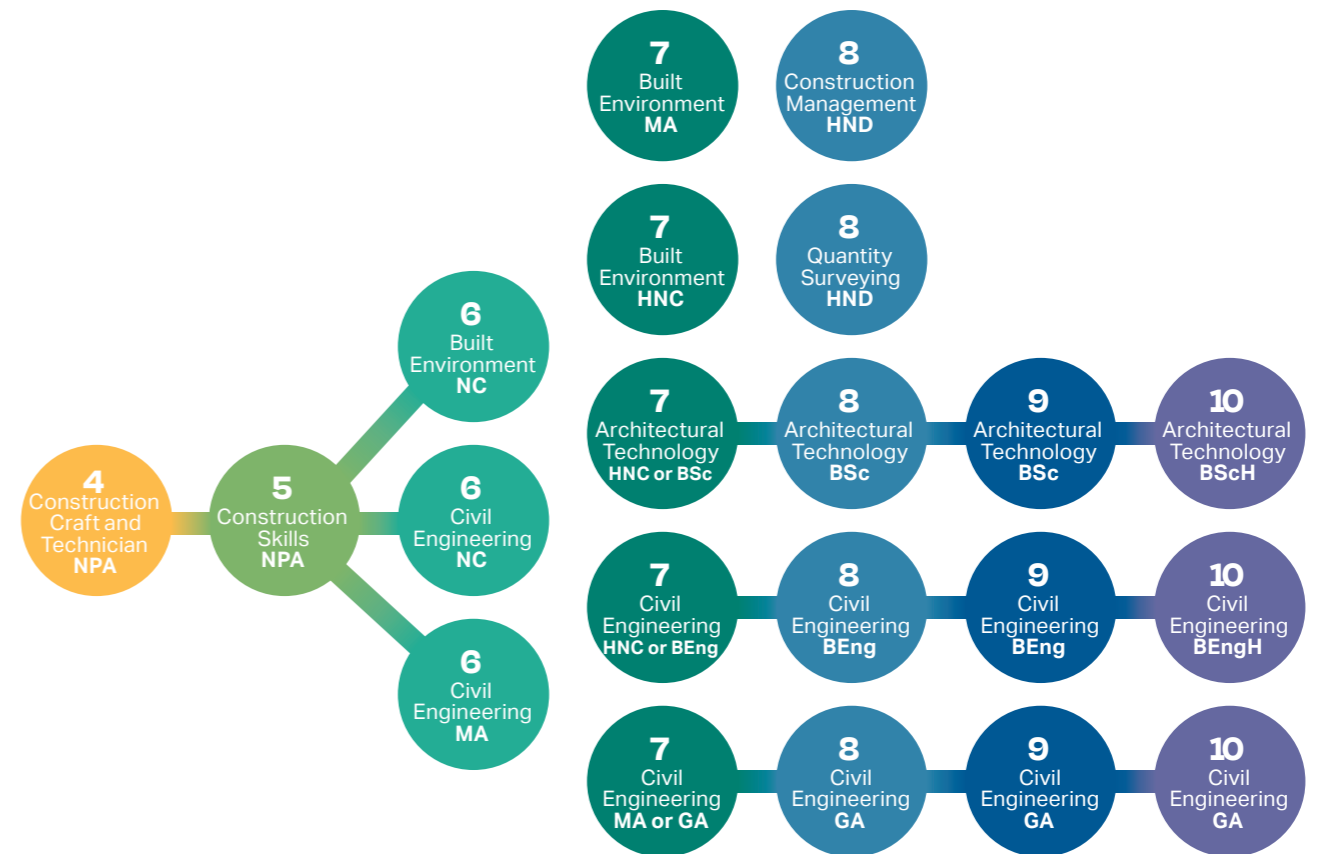 7
Built
Environment
MA
8
Construction
Management
HND
7
Built
Environment
HNC
8
Quantity
Surveying
HND
6
Built
Environment
NC
7
Architectural
Technology
HNC or BSc
8
Architectural
Technology
BSc
9
Architectural
Technology
BSc
10
Architectural
Technology
BScH
4
Construction
Craft and
Technician
NPA
5
Construction
Skills
NPA
6
Civil
Engineering
NC
7
Civil
Engineering
HNC or BEng
8
Civil
Engineering
BEng
9
Civil
Engineering
BEng
10
Civil
Engineering
BEngH
6
Civil
Engineering
MA
7
Civil
Engineering
MA or GA
8
Civil
Engineering
GA
9
Civil
Engineering
GA
10
Civil
Engineering
GA